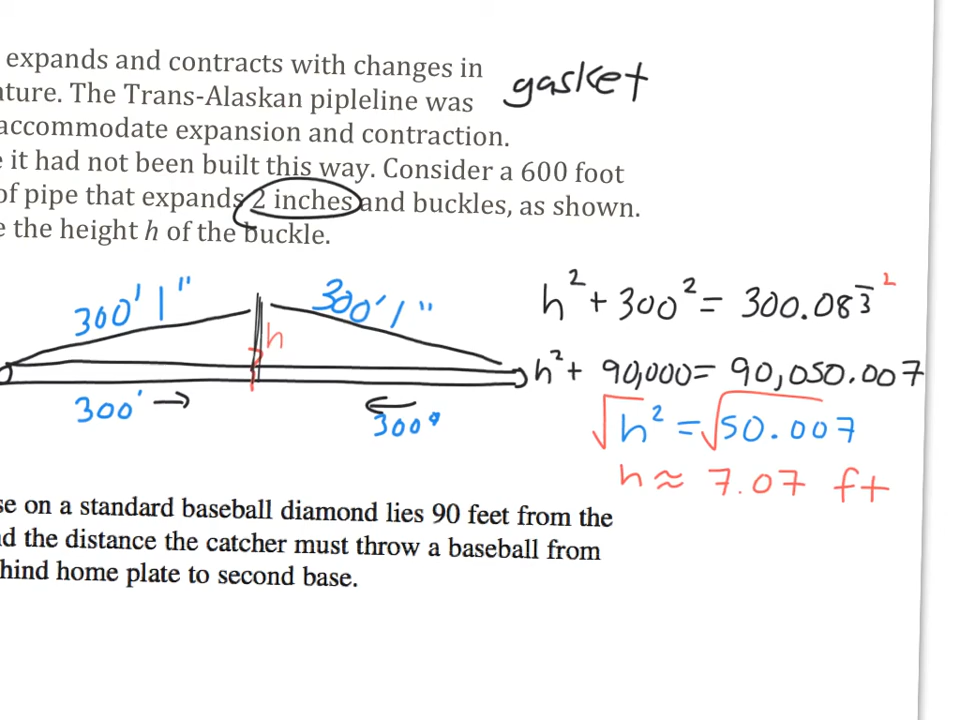 expands and contracts with changes in
ature. The Trans-Alaskan pipleline was
accommodate expansion and contraction.
e it had not been built this way. Consider a 600 foot
of pipe that expands 2 inches and buckles, as shown.
e the height h of the buckle.
gasket
300' 1"
300' 1"
h
300'
300'
h² + 300² = 300.083̅²
h² + 90,000 = 90,050.007
√h² = √50.007
h ≈ 7.07 ft
se on a standard baseball diamond lies 90 feet from the
d the distance the catcher must throw a baseball from
hind home plate to second base.